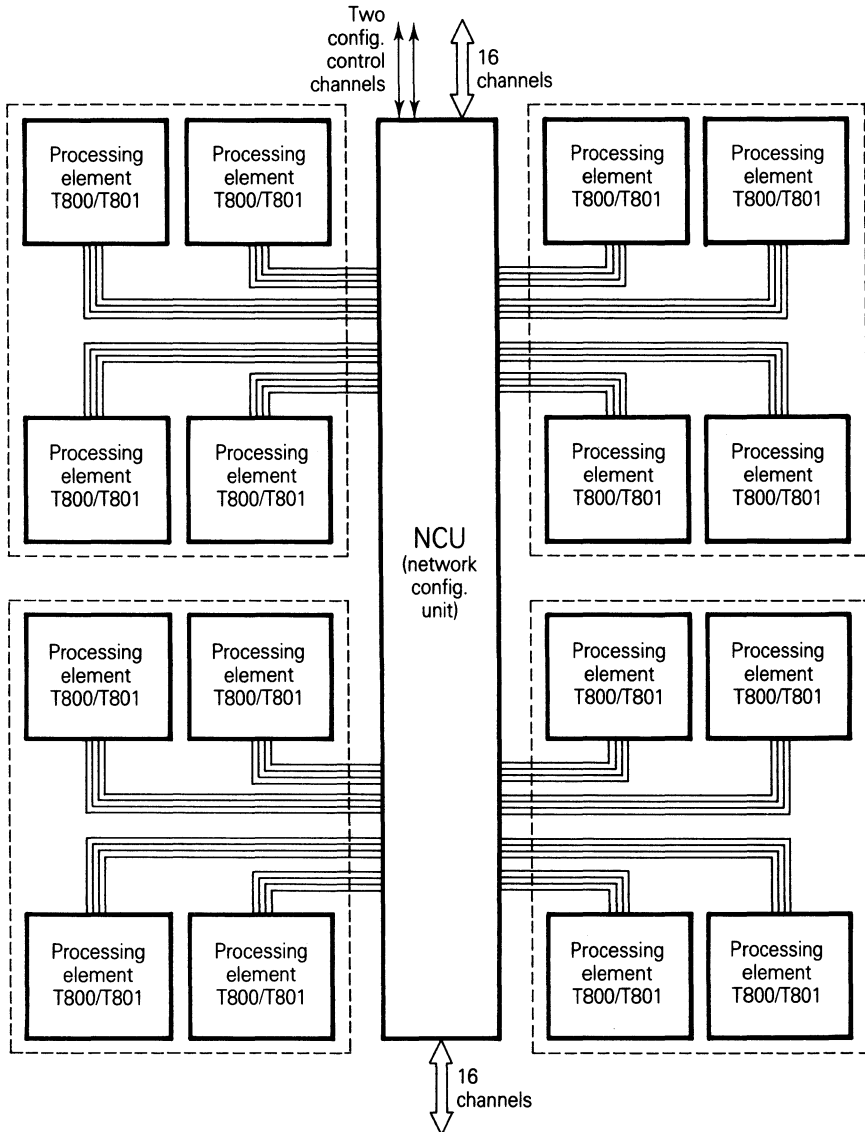 Two
config.
control
channels
16
channels
Processing
element
T800/T801
Processing
element
T800/T801
Processing
element
T800/T801
Processing
element
T800/T801
Processing
element
T800/T801
Processing
element
T800/T801
Processing
element
T800/T801
Processing
element
T800/T801
NCU
(network
config.
unit)
Processing
element
T800/T801
Processing
element
T800/T801
Processing
element
T800/T801
Processing
element
T800/T801
Processing
element
T800/T801
Processing
element
T800/T801
Processing
element
T800/T801
Processing
element
T800/T801
16
channels